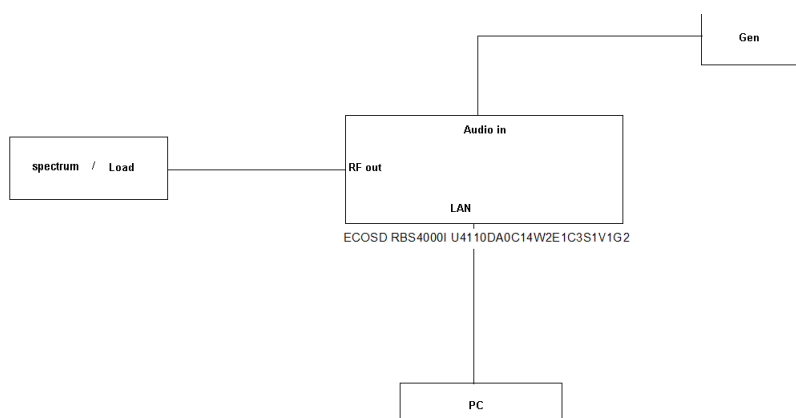 Gen
Audio in
spectrum / Load
RF out
LAN
ECOSD RBS4000I U4110DA0C14W2E1C3S1V1G2
PC